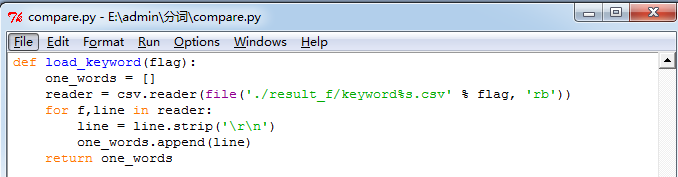 compare.py - E:\admin\分词\compare.py
File Edit Format Run Options Windows Help
def load_keyword(flag):
    one_words = []
    reader = csv.reader(file('./result_f/keyword%s.csv' % flag, 'rb'))
    for f,line in reader:
        line = line.strip('\r\n')
        one_words.append(line)
    return one_words